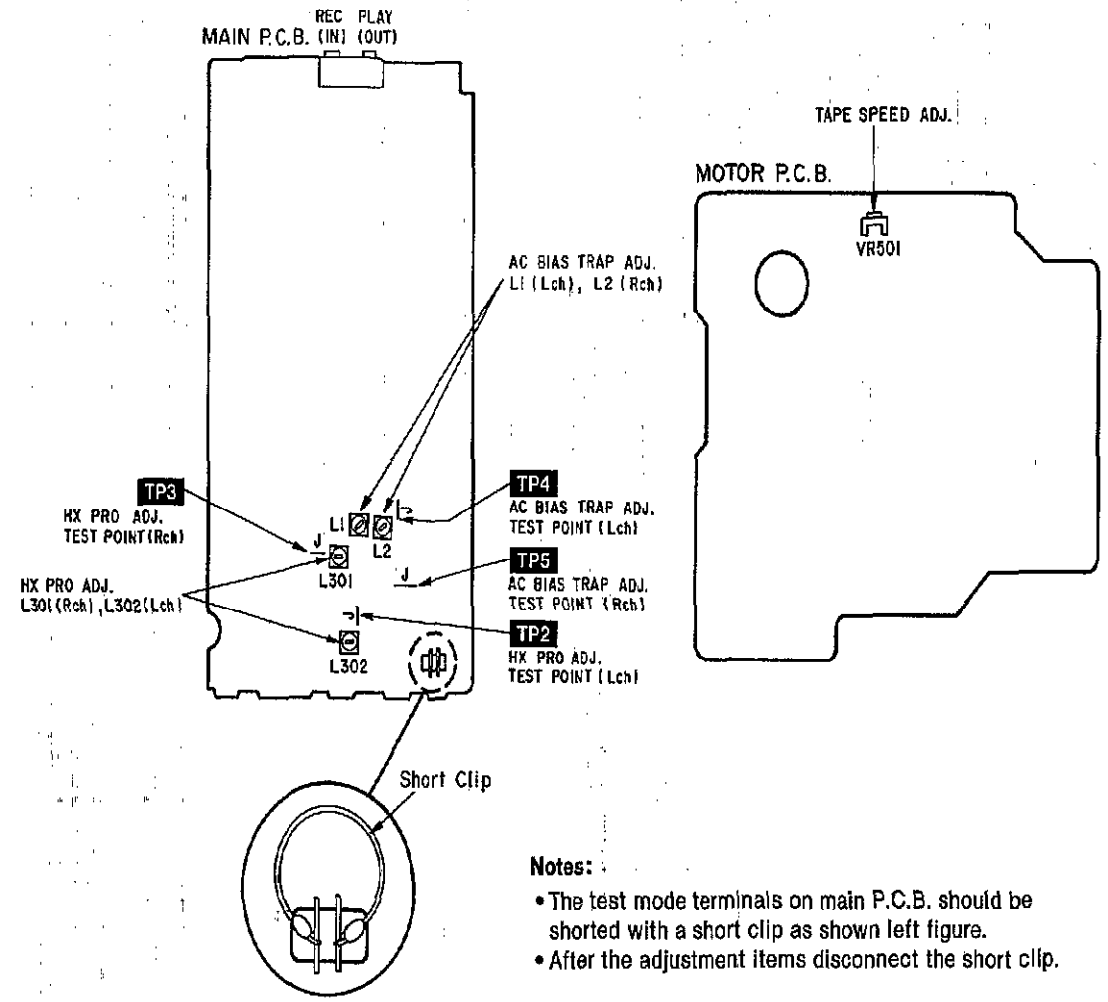 REC PLAY
MAIN P.C.B. (IN) (OUT)
TAPE SPEED ADJ.
MOTOR P.C.B.
VR501
AC BIAS TRAP ADJ.
L1 (Lch), L2 (Rch)
TP3
HX PRO ADJ.
TEST POINT (Rch)
L1
L2
TP4
AC BIAS TRAP ADJ.
TEST POINT (Lch)
L301
TP5
AC BIAS TRAP ADJ.
TEST POINT (Rch)
HX PRO ADJ.
L301(Rch), L302(Lch)
L302
TP2
HX PRO ADJ.
TEST POINT (Lch)
Short Clip
Notes:
• The test mode terminals on main P.C.B. should be
shorted with a short clip as shown left figure.
• After the adjustment items disconnect the short clip.